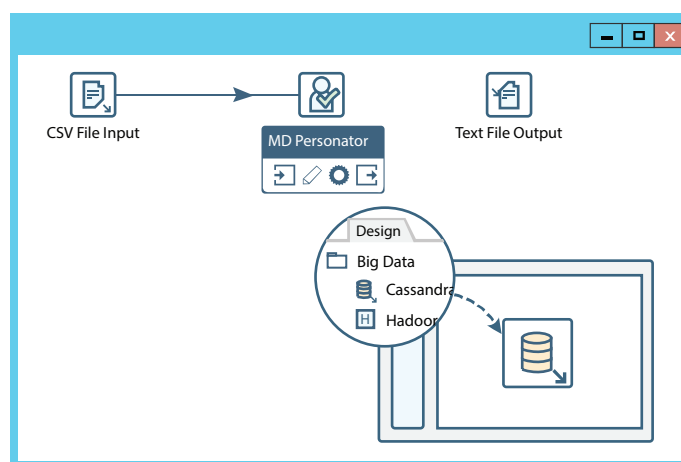 CSV File Input
MD Personator
Text File Output
Design
Big Data
Cassandra
H Hadoop